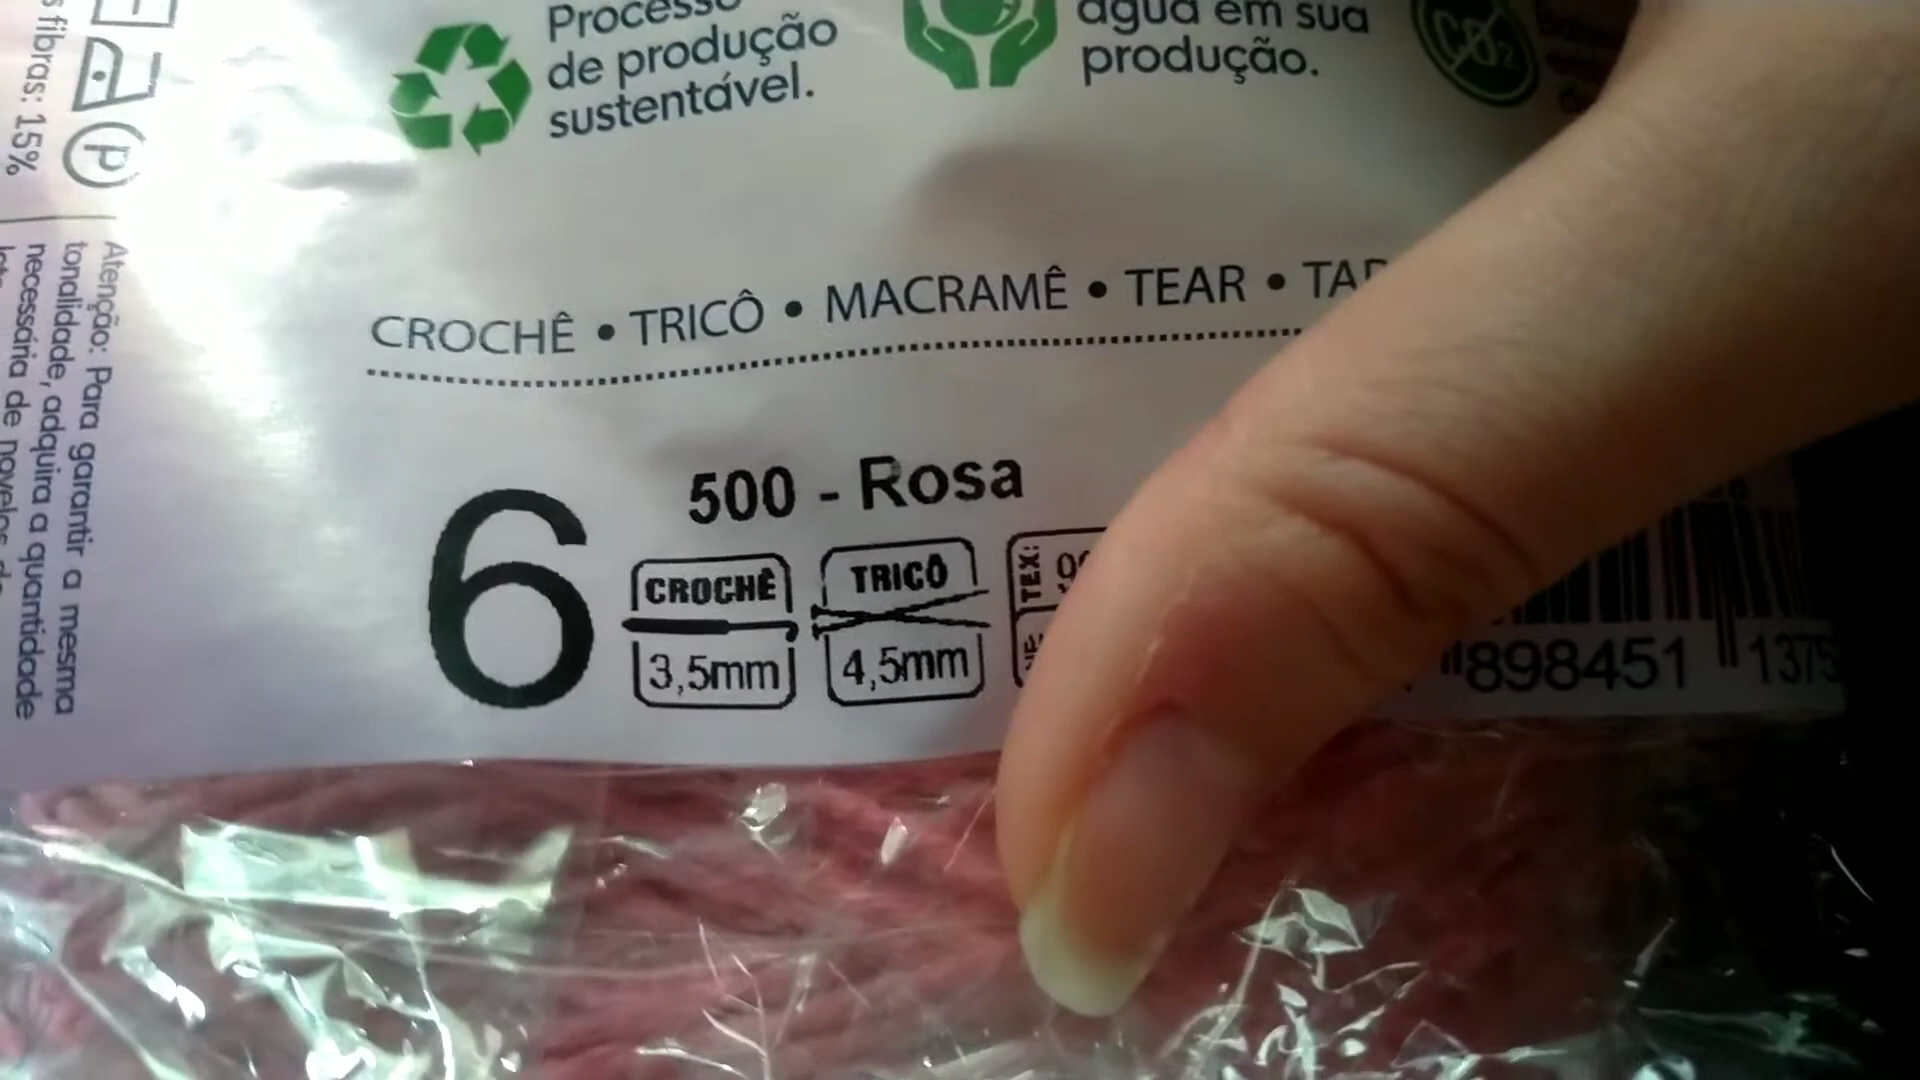 Processo
de produção
sustentável.
água em sua
produção.
CO2
CROCHÊ • TRICÔ • MACRAMÊ • TEAR •
500 - Rosa
6
CROCHÊ
3,5mm
TRICÔ
4,5mm
TEX:
898451
fibras: 15%
P
Atenção: Para garantir a mesma
tonalidade, adquira a quantidade
necessária de novelos